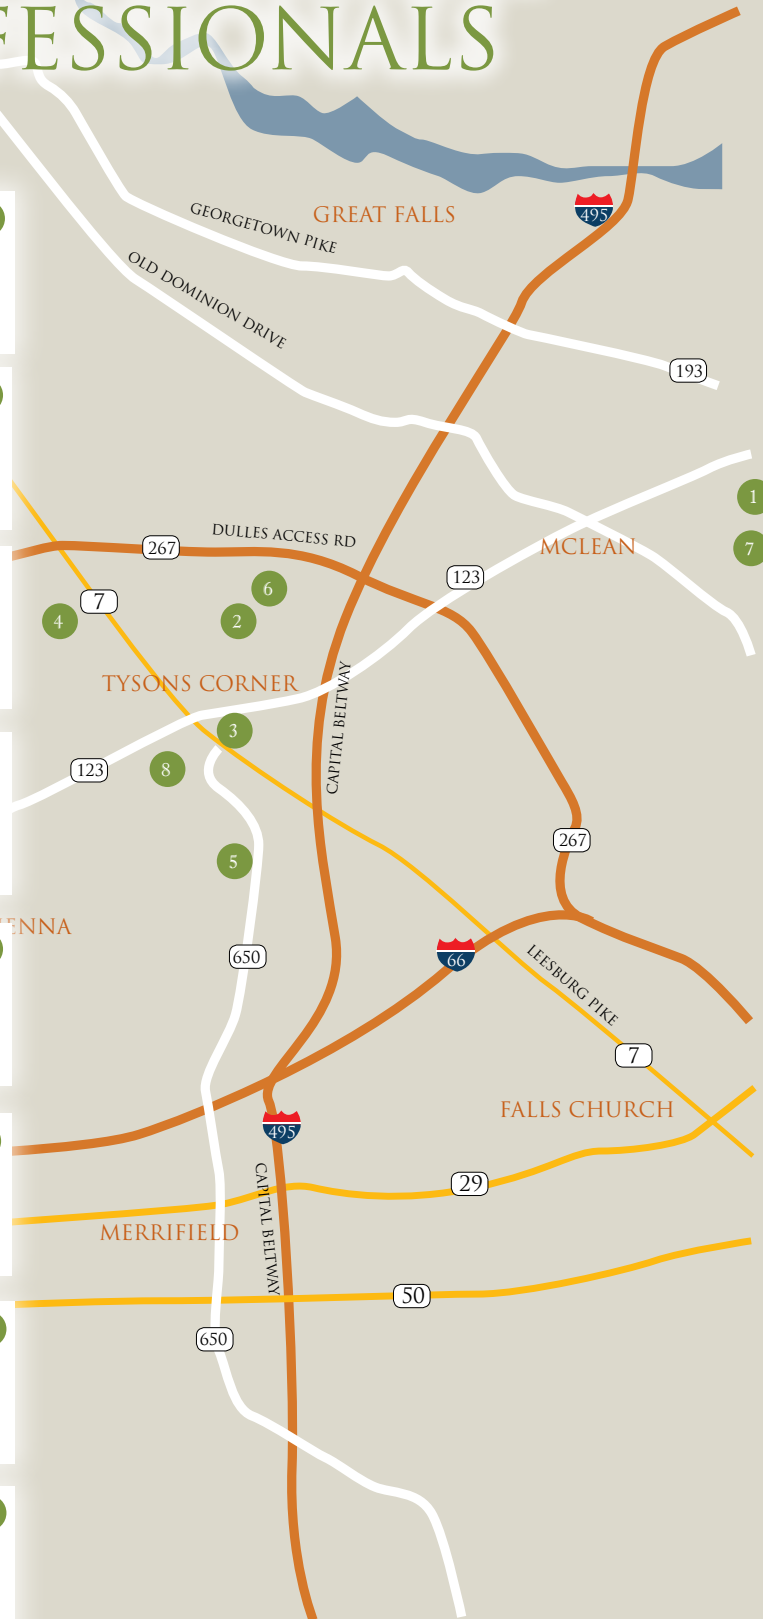 FESSIONALS
GEORGETOWN PIKE
GREAT FALLS
495
OLD DOMINION DRIVE
193
1
DULLES ACCESS RD
267
MCLEAN
7
123
6
7
4
2
TYSONS CORNER
CAPITAL BELTWAY
3
123
8
267
5
ENNA
650
66
LEESBURG PIKE
7
FALLS CHURCH
495
CAPITAL BELTWAY
29
MERRIFIELD
50
650